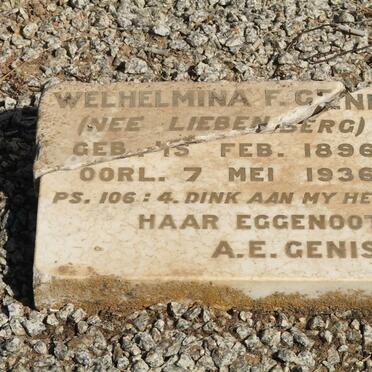 WELHELMINA F. GENI
(NEE LIEBENBERG)
GEB. 15 FEB. 1896
OORL. 7 MEI 1936
PS. 106 : 4. DINK AAN MY HE
HAAR EGGENOOT
A.E. GENIS